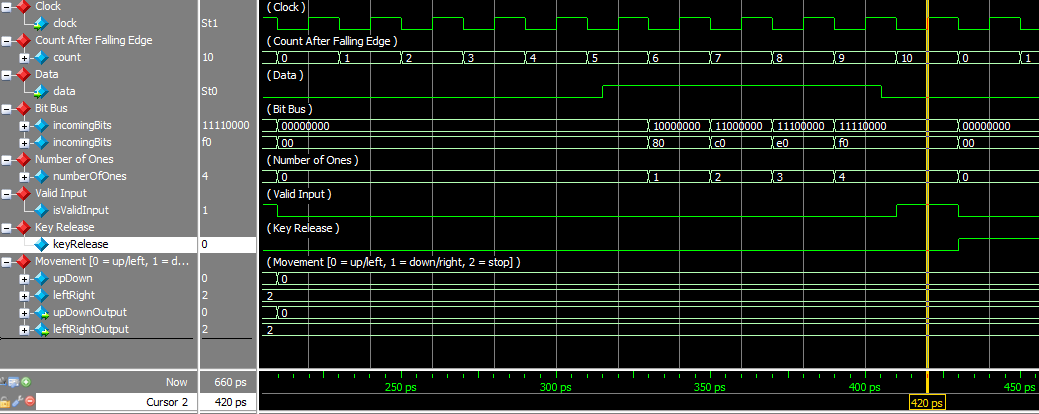 Clock ( Clock )
clock St1
Count After Falling Edge ( Count After Falling Edge )
count 10 0 1 2 3 4 5 6 7 8 9 10 0 1
Data ( Data )
data St0
Bit Bus ( Bit Bus )
incomingBits 11110000 00000000 10000000 11000000 11100000 11110000 00000000
incomingBits f0 00 80 c0 e0 f0 00
Number of Ones ( Number of Ones )
numberOfOnes 4 0 1 2 3 4 0
Valid Input ( Valid Input )
isValidInput 1
Key Release ( Key Release )
keyRelease 0
Movement [0 = up/left, 1 = d... ( Movement [0 = up/left, 1 = down/right, 2 = stop] )
upDown 0 0
leftRight 2 2
upDownOutput 0 0
leftRightOutput 2 2
Now 660 ps 250 ps 300 ps 350 ps 400 ps 450 ps
Cursor 2 420 ps 420 ps